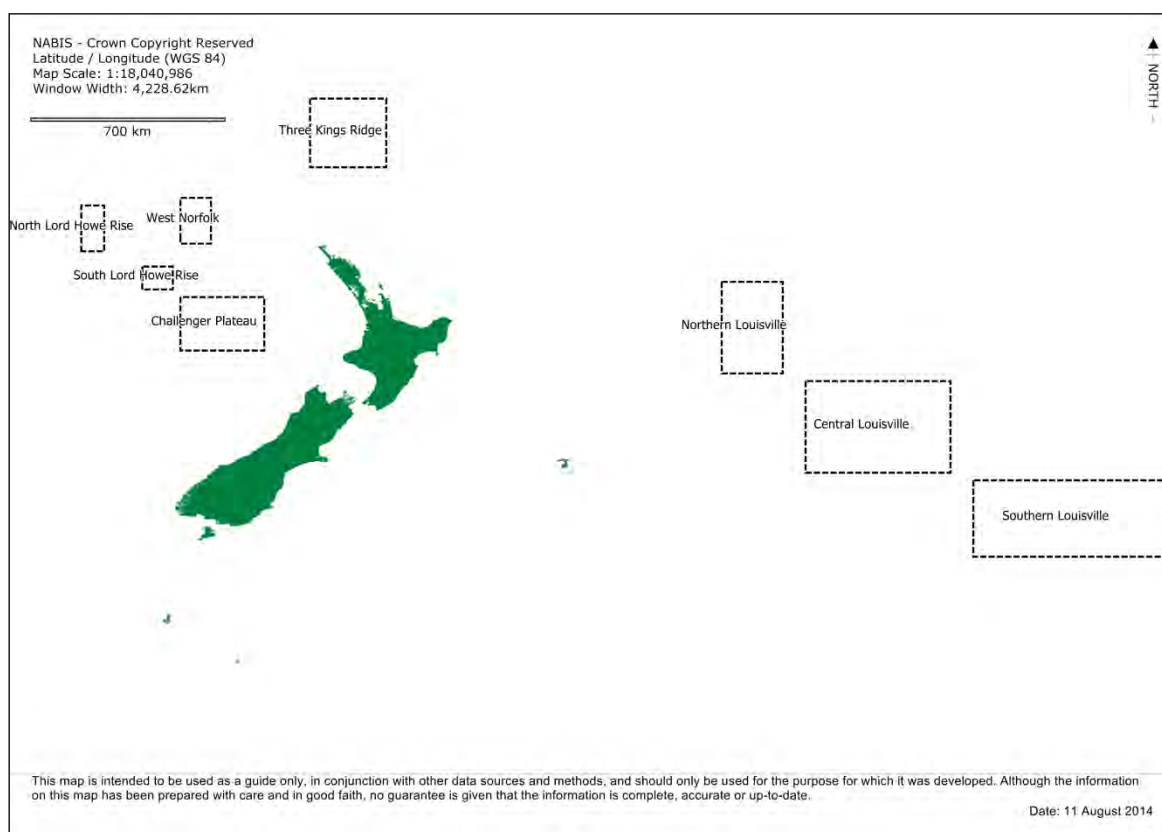 NABIS - Crown Copyright Reserved
Latitude / Longitude (WGS 84)
Map Scale: 1:18,040,986
Window Width: 4,228.62km
700 km
NORTH
Three Kings Ridge
North Lord Howe Rise
West Norfolk
South Lord Howe Rise
Challenger Plateau
Northern Louisville
Central Louisville
Southern Louisville
This map is intended to be used as a guide only, in conjunction with other data sources and methods, and should only be used for the purpose for which it was developed. Although the information
on this map has been prepared with care and in good faith, no guarantee is given that the information is complete, accurate or up-to-date.
Date: 11 August 2014